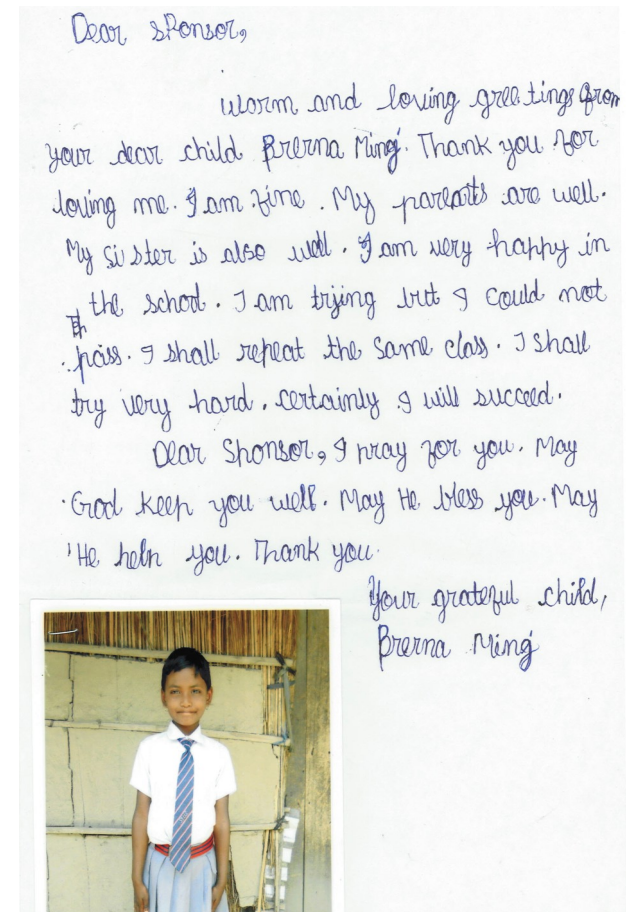 Dear sponsor,
warm and loving greetings from
your dear child Prerna Ming. Thank you for
loving me. I am fine. My parents are well.
My sister is also well. I am very happy in
the school. I am trying but I could not
pass. I shall repeat the same class. I shall
try very hard. certainly I will succeed.
Dear Sponsor, I pray for you. May
God keep you well. May He bless you. May
He help you. Thank you.
Your grateful child,
Prerna Ming